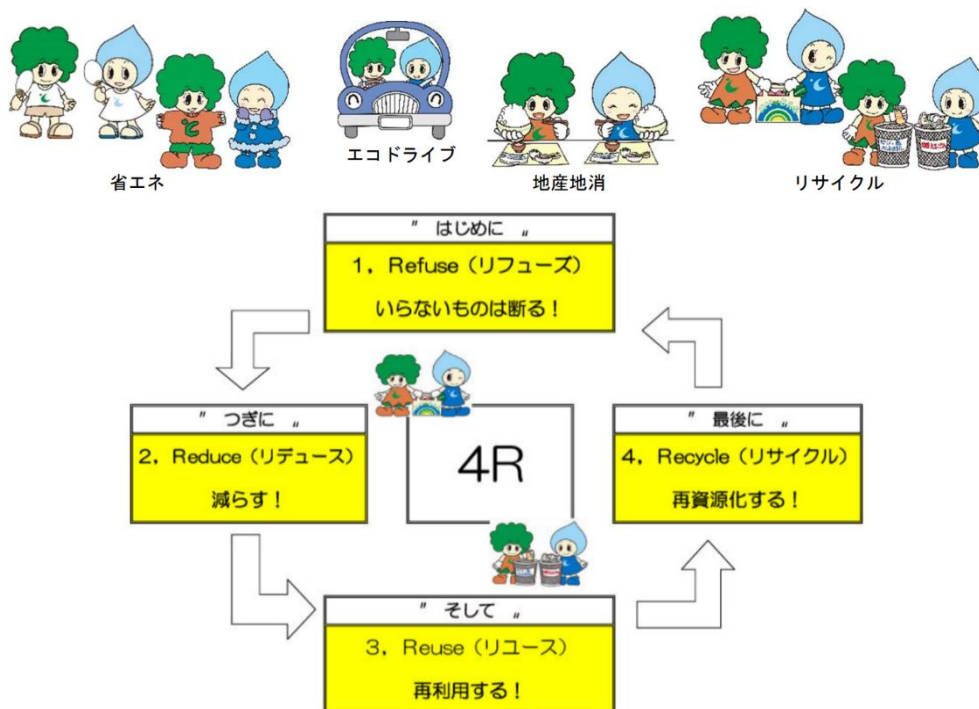 省エネ
エコドライブ
地産地消
リサイクル
〃 はじめに 〃
1，Refuse（リフューズ）
いらないものは断る！
〃 つぎに 〃
2，Reduce（リデュース）
減らす！
4R
〃 最後に 〃
4，Recycle（リサイクル）
再資源化する！
〃 そして 〃
3，Reuse（リユース）
再利用する！